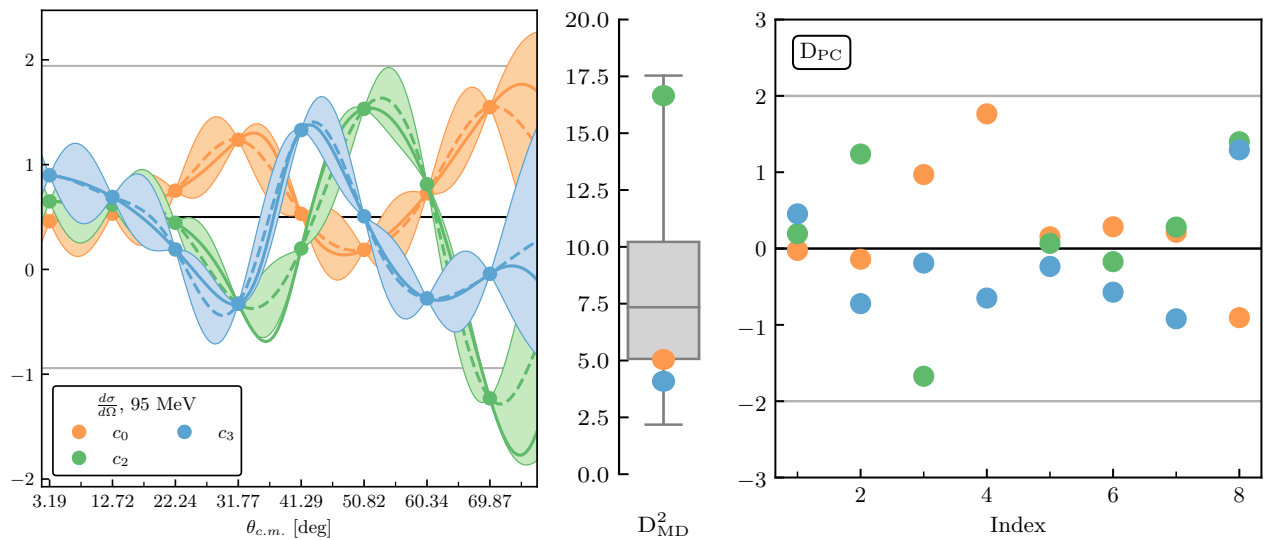 2
1
0
−1
−2
3.19 12.72 22.24 31.77 41.29 50.82 60.34 69.87
θc.m. [deg]
dσ/dΩ, 95 MeV
c0 c3
c2
20.0
17.5
15.0
12.5
10.0
7.5
5.0
2.5
0.0
D²MD
3
2
1
0
−1
−2
−3
DPC
2 4 6 8
Index